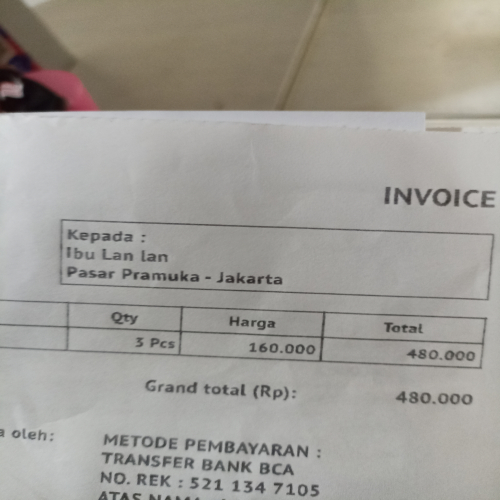 INVOICE
Kepada :
Ibu Lan lan
Pasar Pramuka - Jakarta
Qty Harga Total
3 Pcs 160.000 480.000
Grand total (Rp): 480.000
oleh:
METODE PEMBAYARAN :
TRANSFER BANK BCA
NO. REK : 521 134 7105
ATAS NAMA